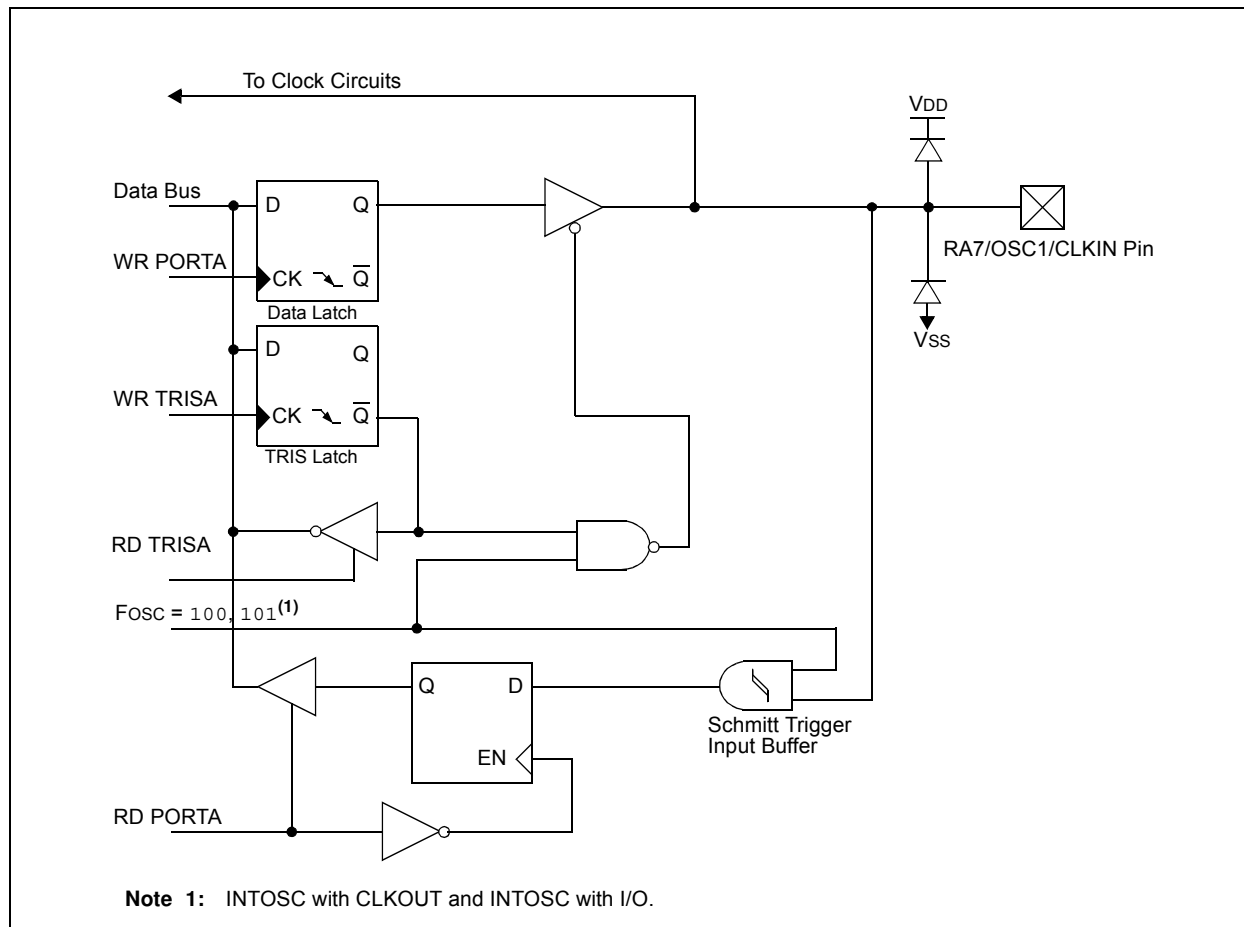 To Clock Circuits
VDD
Data Bus
D Q
WR PORTA
CK Q
Data Latch
RA7/OSC1/CLKIN Pin
VSS
D Q
WR TRISA
CK Q
TRIS Latch
RD TRISA
FOSC = 100, 101(1)
Q D
Schmitt Trigger
Input Buffer
EN
RD PORTA
Note 1: INTOSC with CLKOUT and INTOSC with I/O.